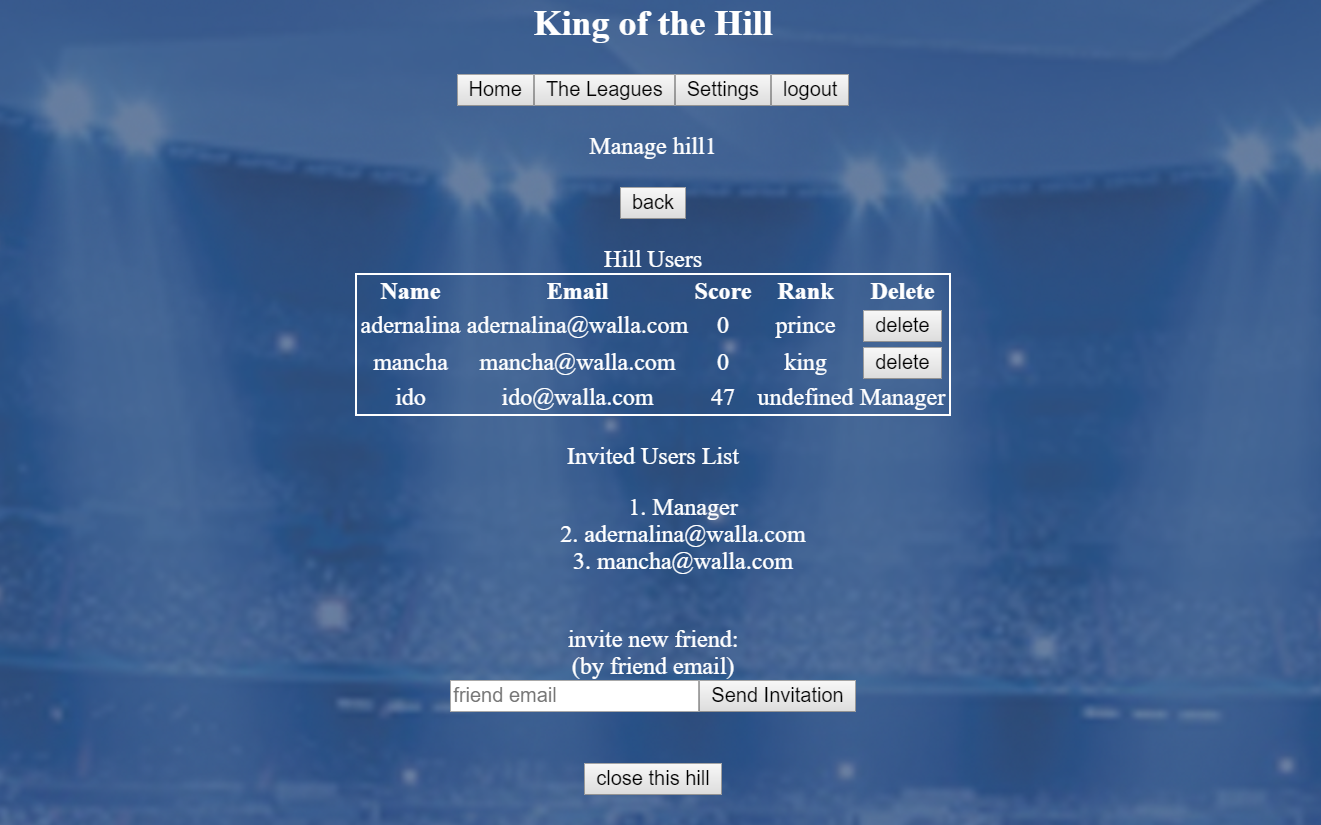 King of the Hill
Home The Leagues Settings logout
Manage hill1
back
Hill Users
Name Email Score Rank Delete
adernalina adernalina@walla.com 0 prince delete
mancha mancha@walla.com 0 king delete
ido ido@walla.com 47 undefined Manager
Invited Users List
1. Manager
2. adernalina@walla.com
3. mancha@walla.com
invite new friend:
(by friend email)
friend email Send Invitation
close this hill